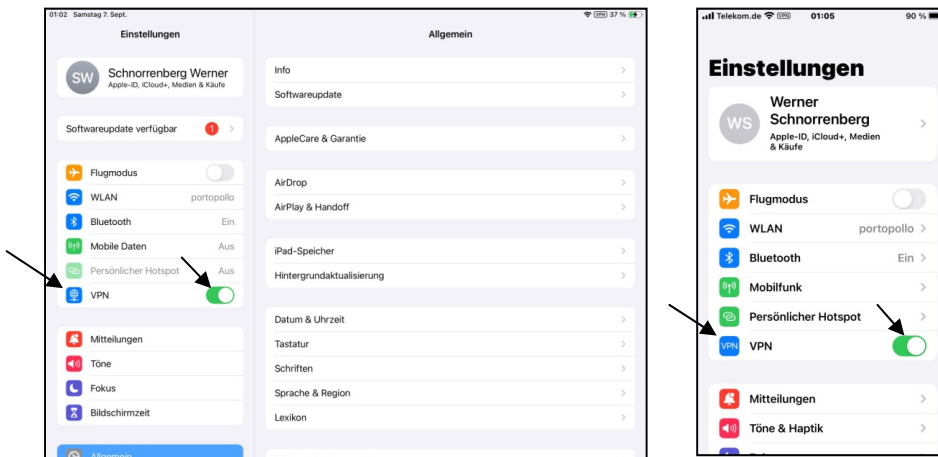 01:02 Samstag 7. Sept.
VPN 37 %
Einstellungen
SW
Schnorrenberg Werner
Apple-ID, iCloud+, Medien & Käufe
Softwareupdate verfügbar 1
Flugmodus
WLAN portopollo
Bluetooth Ein
Mobile Daten Aus
Persönlicher Hotspot Aus
VPN
Mitteilungen
Töne
Fokus
Bildschirmzeit
Allgemein
Allgemein
Info
Softwareupdate
AppleCare & Garantie
AirDrop
AirPlay & Handoff
iPad-Speicher
Hintergrundaktualisierung
Datum & Uhrzeit
Tastatur
Schriften
Sprache & Region
Lexikon
Telekom.de VPN 01:05 90 %
Einstellungen
WS
Werner
Schnorrenberg
Apple-ID, iCloud+, Medien
& Käufe
Flugmodus
WLAN portopollo
Bluetooth Ein
Mobilfunk
Persönlicher Hotspot
VPN VPN
Mitteilungen
Töne & Haptik